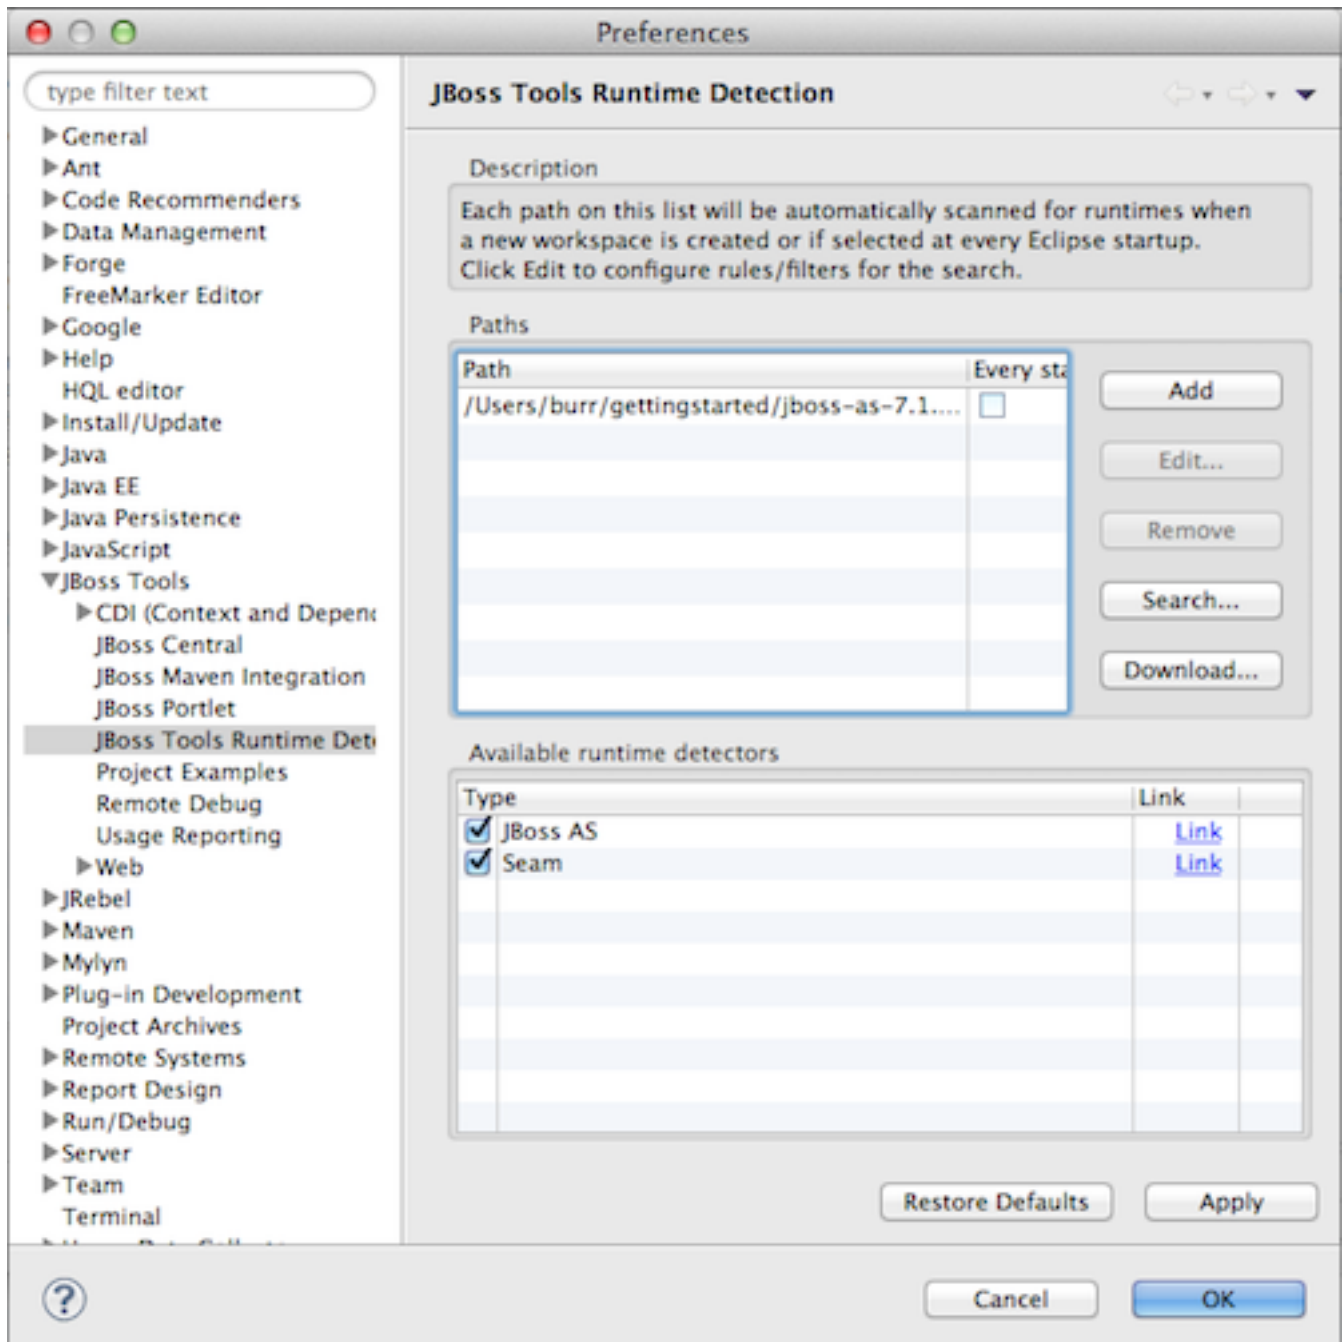 Preferences
type filter text
General
Ant
Code Recommenders
Data Management
Forge
FreeMarker Editor
Google
Help
HQL editor
Install/Update
Java
Java EE
Java Persistence
JavaScript
JBoss Tools
CDI (Context and Depend
JBoss Central
JBoss Maven Integration
JBoss Portlet
JBoss Tools Runtime Dete
Project Examples
Remote Debug
Usage Reporting
Web
JRebel
Maven
Mylyn
Plug-in Development
Project Archives
Remote Systems
Report Design
Run/Debug
Server
Team
Terminal
JBoss Tools Runtime Detection
Description
Each path on this list will be automatically scanned for runtimes when
a new workspace is created or if selected at every Eclipse startup.
Click Edit to configure rules/filters for the search.
Paths
Path Every sta
/Users/burr/gettingstarted/jboss-as-7.1....
Add
Edit...
Remove
Search...
Download...
Available runtime detectors
Type Link
JBoss AS Link
Seam Link
Restore Defaults Apply
? Cancel OK